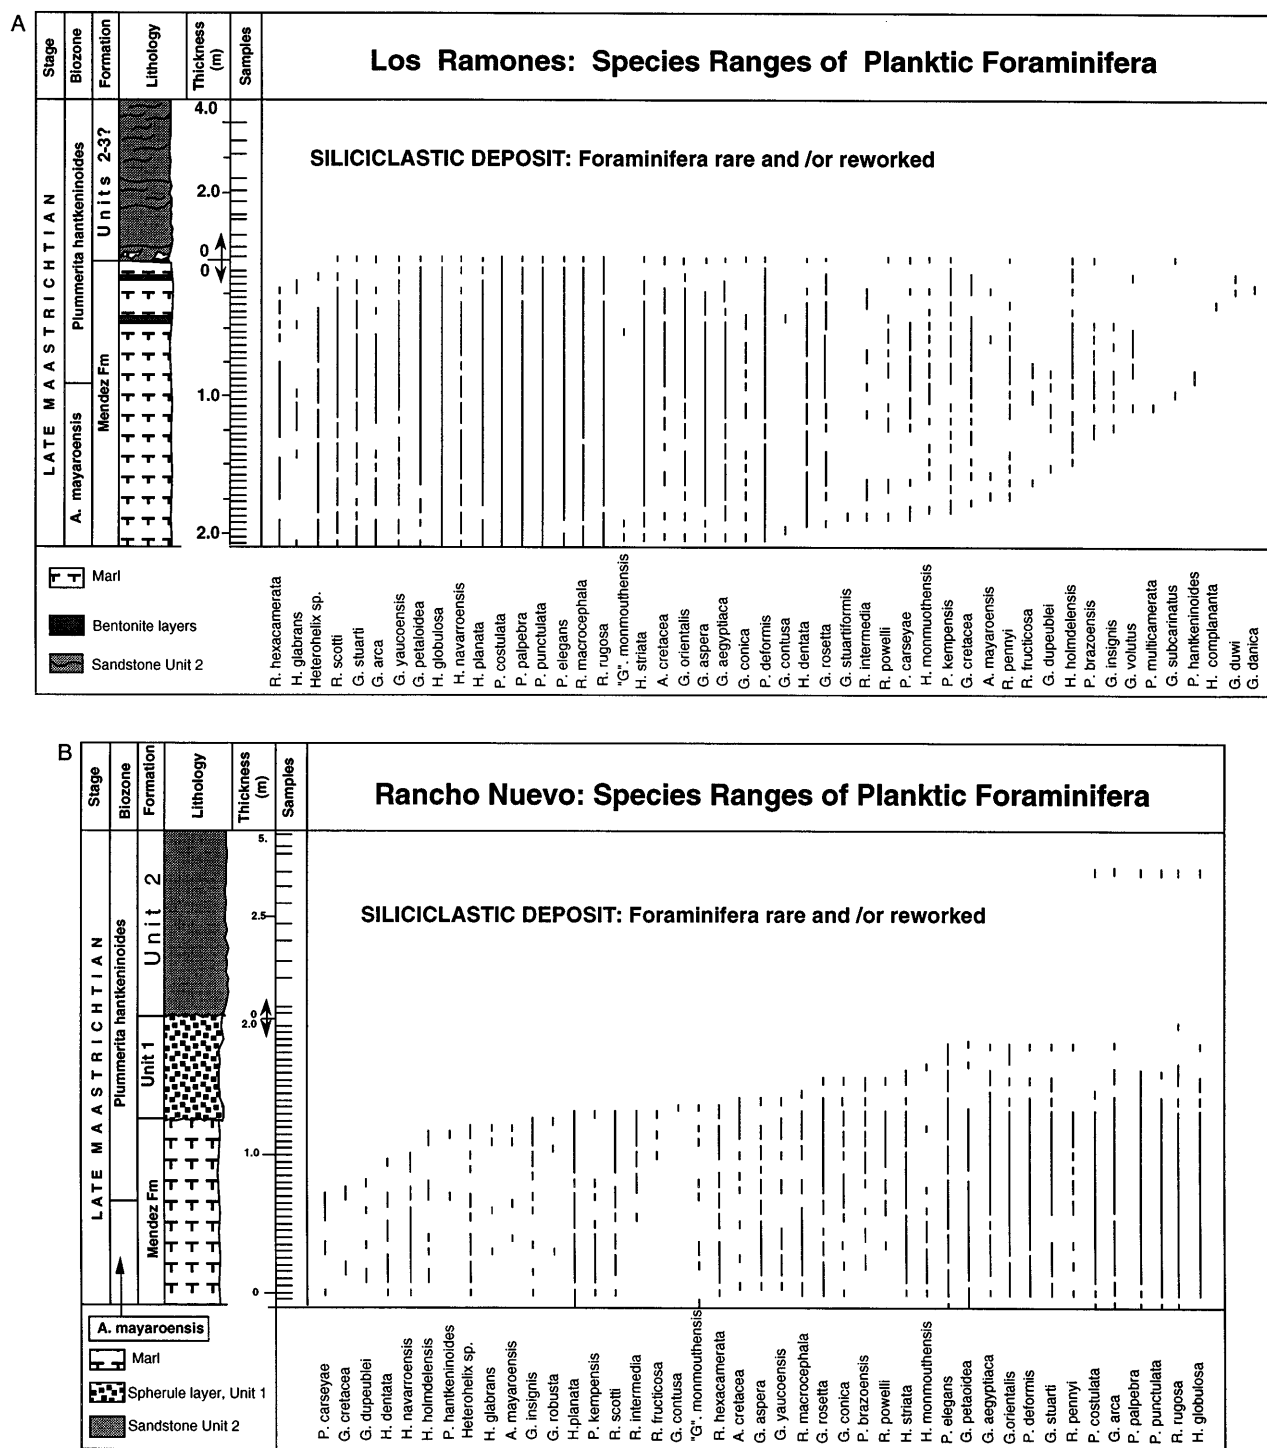 A
Stage
Biozone
Formation
Lithology
Thickness
(m)
Samples
Los Ramones: Species Ranges of Planktic Foraminifera
LATE MAASTRICHTIAN
Plummerita hantkeninoides
A. mayaroensis
Units 2-3?
Mendez Fm
4.0
2.0
0
0
1.0
2.0
SILICICLASTIC DEPOSIT: Foraminifera rare and /or reworked
Marl
Bentonite layers
Sandstone Unit 2
R. hexacamerata
H. glabrans
Heterohelix sp.
R. scotti
G. stuarti
G. arca
G. yaucoensis
G. petaloidea
H. globulosa
H. navarroensis
H. planata
P. costulata
P. palpebra
P. punctulata
P. elegans
R. macrocephala
R. rugosa
"G". monmouthensis
H. striata
A. cretacea
G. orientalis
G. aspera
G. aegyptiaca
G. conica
P. deformis
G. contusa
H. dentata
G. rosetta
G. stuartiformis
R. intermedia
R. powelli
P. carseyae
H. monmuothensis
P. kempensis
G. cretacea
A. mayaroensis
R. pennyi
R. fructicosa
G. dupeublei
H. holmdelensis
P. brazoensis
G. insignis
G. volutus
P. multicamerata
G. subcarinatus
P. hantkeninoides
H. complnanta
G. duwi
G. danica
B
Stage
Biozone
Formation
Lithology
Thickness
(m)
Samples
Rancho Nuevo: Species Ranges of Planktic Foraminifera
LATE MAASTRICHTIAN
Plummerita hantkeninoides
Unit 2
Unit 1
Mendez Fm
5.
2.5
0
2.0
1.0
0
SILICICLASTIC DEPOSIT: Foraminifera rare and /or reworked
A. mayaroensis
Marl
Spherule layer, Unit 1
Sandstone Unit 2
P. carseyae
G. cretacea
G. dupeublei
H. dentata
H. navarroensis
H. holmdelensis
P. hantkeninoides
Heterohelix sp.
H. glabrans
A. mayaroensis
G. insignis
G. robusta
H.planata
P. kempensis
R. scotti
R. intermedia
R. fructicosa
G. contusa
"G". monmouthensis
R. hexacamerata
A. cretacea
G. aspera
G. yaucoensis
R. macrocephala
G. rosetta
G. conica
P. brazoensis
R. powelli
H. striata
H. monmouthensis
P. elegans
G. petaoidea
G. aegyptiaca
G.orientalis
P. deformis
G. stuarti
R. pennyi
P. costulata
G. arca
P. palpebra
P. punctulata
R. rugosa
H. globulosa